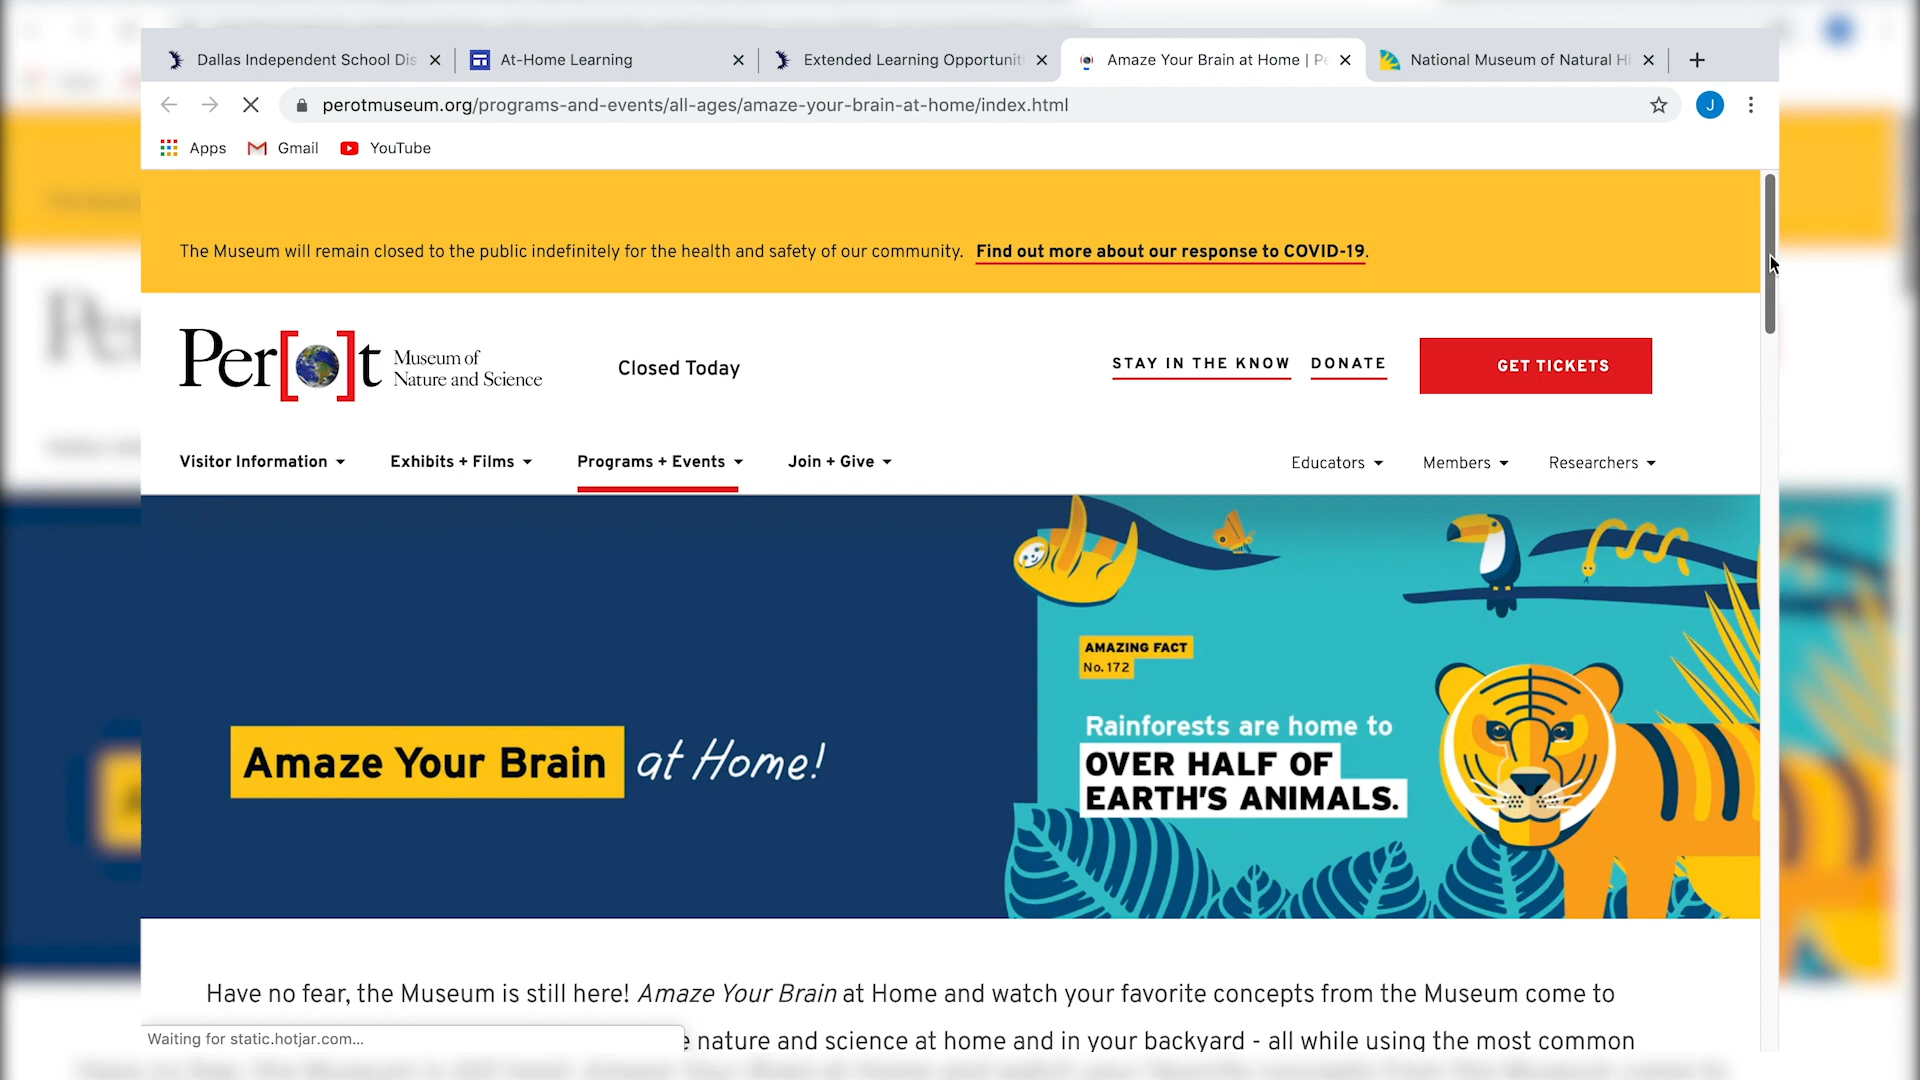 Dallas Independent School Dis
At-Home Learning
Extended Learning Opportuniti
Amaze Your Brain at Home | Pe
National Museum of Natural Hi
perotmuseum.org/programs-and-events/all-ages/amaze-your-brain-at-home/index.html
J
Apps
Gmail
YouTube
The Museum will remain closed to the public indefinitely for the health and safety of our community. Find out more about our response to COVID-19.
Perot
Museum of
Nature and Science
Closed Today
STAY IN THE KNOW
DONATE
GET TICKETS
Visitor Information
Exhibits + Films
Programs + Events
Join + Give
Educators
Members
Researchers
AMAZING FACT
No. 172
Rainforests are home to
OVER HALF OF
EARTH'S ANIMALS.
Amaze Your Brain at Home!
Have no fear, the Museum is still here! Amaze Your Brain at Home and watch your favorite concepts from the Museum come to
nature and science at home and in your backyard - all while using the most common
Waiting for static.hotjar.com...